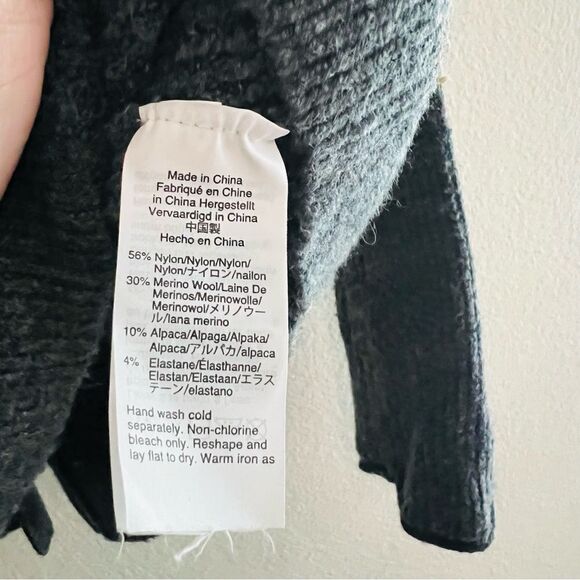 Made in China
Fabriqué en Chine
in China Hergestellt
Vervaardigd in China
中国製
Hecho en China
56% Nylon/Nylon/Nylon/
Nylon/ナイロン/nailon
30% Merino Wool/Laine De
Merinos/Merinowolle/
Merinowol/メリノウー
ル/lana merino
10% Alpaca/Alpaga/Alpaka/
Alpaca/アルパカ/alpaca
4% Elastane/Élasthanne/
Elastan/Elastaan/エラス
テーン/elastano
Hand wash cold
separately. Non-chlorine
bleach only. Reshape and
lay flat to dry. Warm iron as